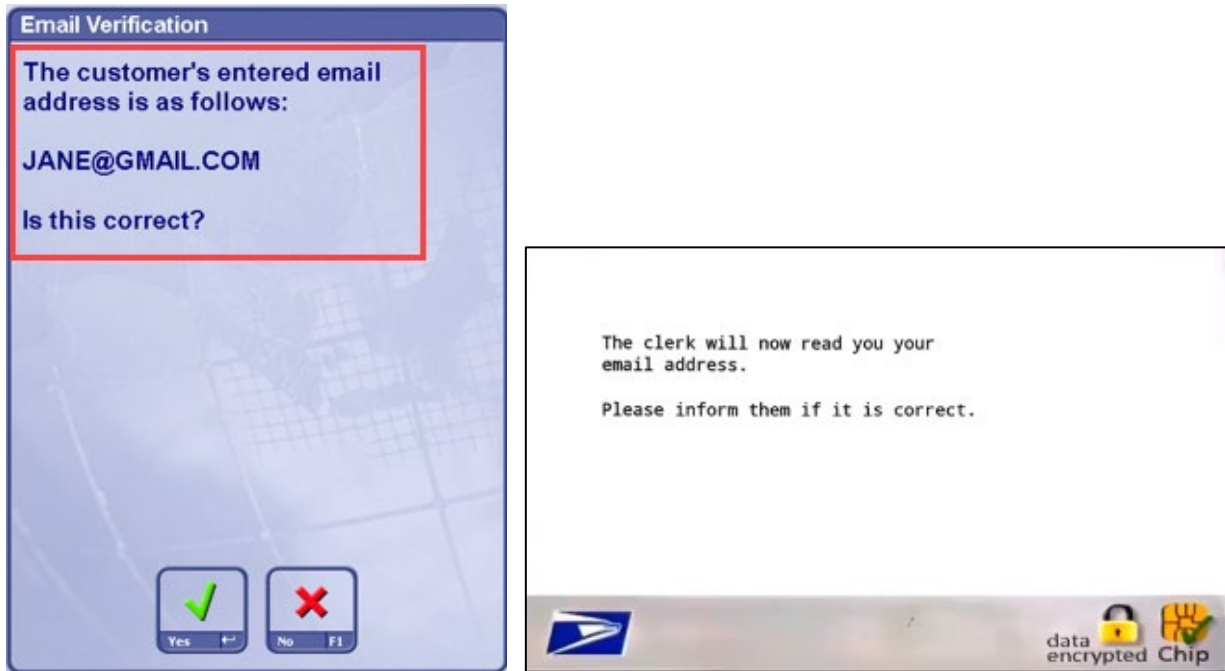 Email Verification
The customer's entered email
address is as follows:
JANE@GMAIL.COM
Is this correct?
Yes
No F1
The clerk will now read you your
email address.
Please inform them if it is correct.
data
encrypted Chip